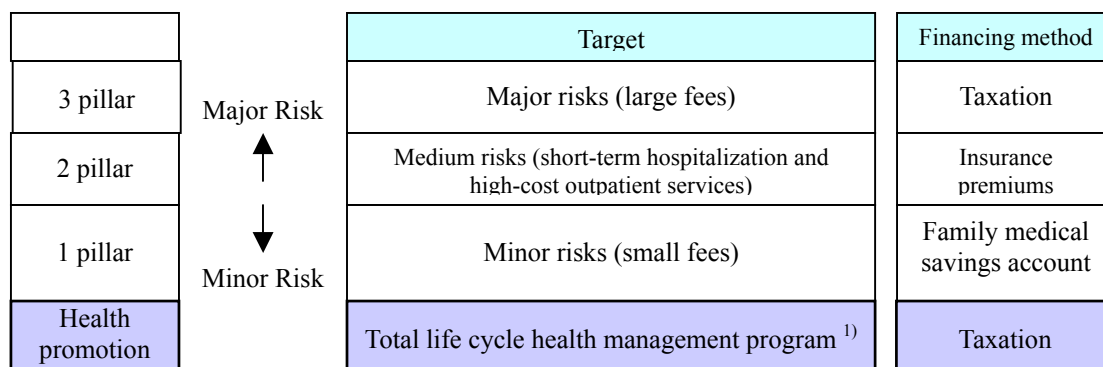 Target
Financing method
3 pillar
Major Risk
Major risks (large fees)
Taxation
2 pillar
Medium risks (short-term hospitalization and
high-cost outpatient services)
Insurance
premiums
1 pillar
Minor Risk
Minor risks (small fees)
Family medical
savings account
Health
promotion
Total life cycle health management program 1)
Taxation